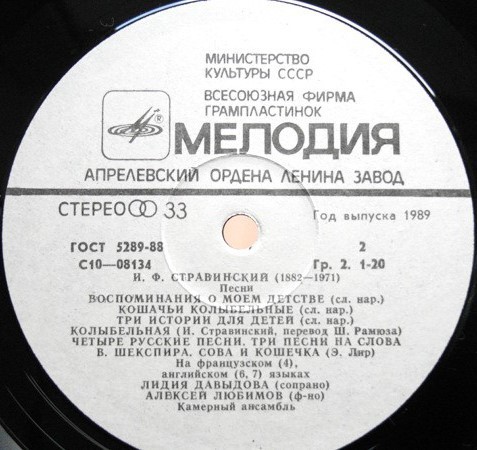 МИНИСТЕРСТВО
КУЛЬТУРЫ СССР
ВСЕСОЮЗНАЯ ФИРМА
ГРАМПЛАСТИНОК
® МЕЛОДИЯ
АПРЕЛЕВСКИЙ ОРДЕНА ЛЕНИНА ЗАВОД
СТЕРЕО 33 Год выпуска 1989
ГОСТ 5289-88 2
С10—08134 Гр. 2. 1-20
И. Ф. СТРАВИНСКИЙ (1882—1971)
Песни
ВОСПОМИНАНИЯ О МОЕМ ДЕТСТВЕ (сл. нар.)
КОШАЧЬИ КОЛЫБЕЛЬНЫЕ (сл. нар.)
ТРИ ИСТОРИИ ДЛЯ ДЕТЕЙ (сл. нар.)
КОЛЫБЕЛЬНАЯ (И. Стравинский, перевод Ш. Рамюза)
ЧЕТЫРЕ РУССКИЕ ПЕСНИ. ТРИ ПЕСНИ НА СЛОВА
В. ШЕКСПИРА. СОВА И КОШЕЧКА (Э. Лир)
На французском (4),
английском (6, 7) языках
ЛИДИЯ ДАВЫДОВА (сопрано)
АЛЕКСЕЙ ЛЮБИМОВ (ф-но)
Камерный ансамбль